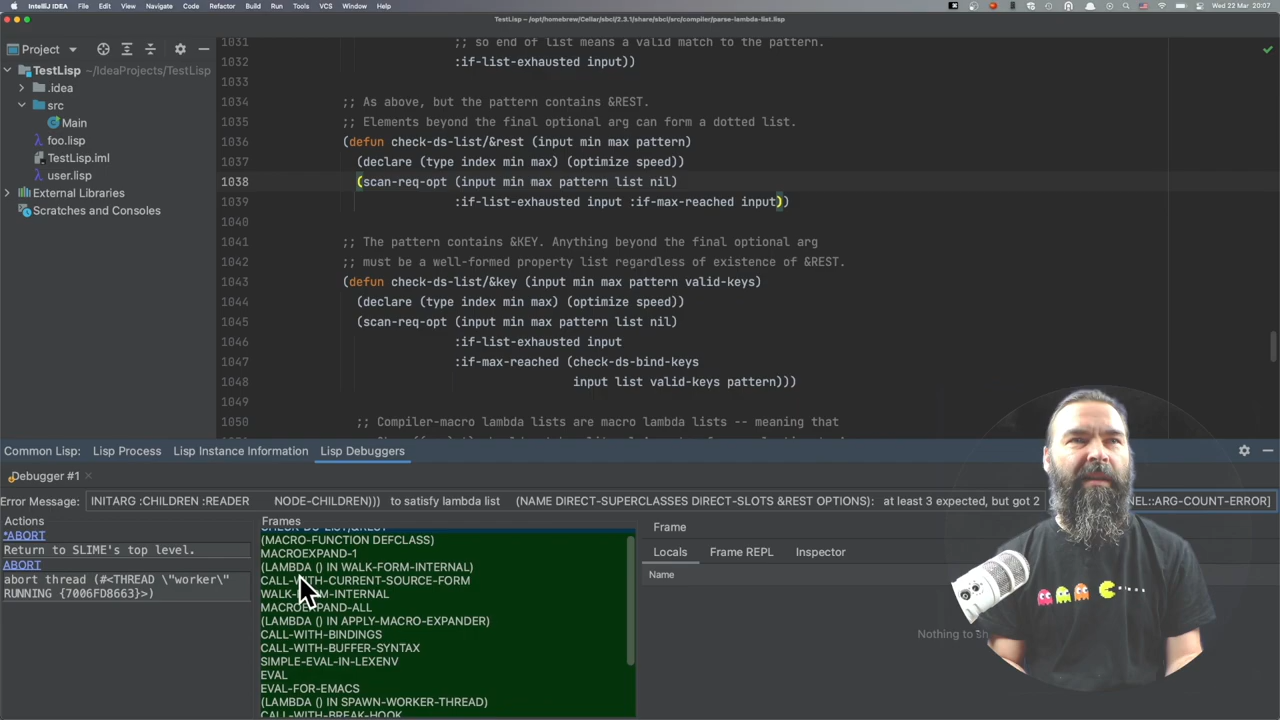 IntelliJ IDEA File Edit View Navigate Code Refactor Build Run Tools VCS Window Help Wed 22 Mar 20:07
TestLisp – /opt/homebrew/Cellar/sbcl/2.3.1/share/sbcl/src/compiler/parse-lambda-list.lisp
Project
TestLisp ~/IdeaProjects/TestLisp
.idea
src
Main
foo.lisp
TestLisp.iml
user.lisp
External Libraries
Scratches and Consoles
1031 ;; so end of list means a valid match to the pattern.
1032 :if-list-exhausted input))
1033
1034 ;; As above, but the pattern contains &REST.
1035 ;; Elements beyond the final optional arg can form a dotted list.
1036 (defun check-ds-list/&rest (input min max pattern)
1037 (declare (type index min max) (optimize speed))
1038 (scan-req-opt (input min max pattern list nil)
1039 :if-list-exhausted input :if-max-reached input))
1040
1041 ;; The pattern contains &KEY. Anything beyond the final optional arg
1042 ;; must be a well-formed property list regardless of existence of &REST.
1043 (defun check-ds-list/&key (input min max pattern valid-keys)
1044 (declare (type index min max) (optimize speed))
1045 (scan-req-opt (input min max pattern list nil)
1046 :if-list-exhausted input
1047 :if-max-reached (check-ds-bind-keys
1048 input list valid-keys pattern)))
1049
1050 ;; Compiler-macro lambda lists are macro lambda lists -- meaning that
Common Lisp: Lisp Process Lisp Instance Information Lisp Debuggers
Debugger #1
Error Message: INITARG :CHILDREN :READER NODE-CHILDREN))) to satisfy lambda list (NAME DIRECT-SUPERCLASSES DIRECT-SLOTS &REST OPTIONS): at least 3 expected, but got 2 NEL::ARG-COUNT-ERROR]
Actions
*ABORT
Return to SLIME's top level.
ABORT
abort thread (#<THREAD \"worker\"
RUNNING {7006FD8663}>)
Frames
CHECK-DS-LIST/&REST
(MACRO-FUNCTION DEFCLASS)
MACROEXPAND-1
(LAMBDA () IN WALK-FORM-INTERNAL)
CALL-WITH-CURRENT-SOURCE-FORM
WALK-FORM-INTERNAL
MACROEXPAND-ALL
(LAMBDA () IN APPLY-MACRO-EXPANDER)
CALL-WITH-BINDINGS
CALL-WITH-BUFFER-SYNTAX
SIMPLE-EVAL-IN-LEXENV
EVAL
EVAL-FOR-EMACS
(LAMBDA () IN SPAWN-WORKER-THREAD)
CALL-WITH-BREAK-HOOK
Frame
Locals Frame REPL Inspector
Name
Nothing to sh